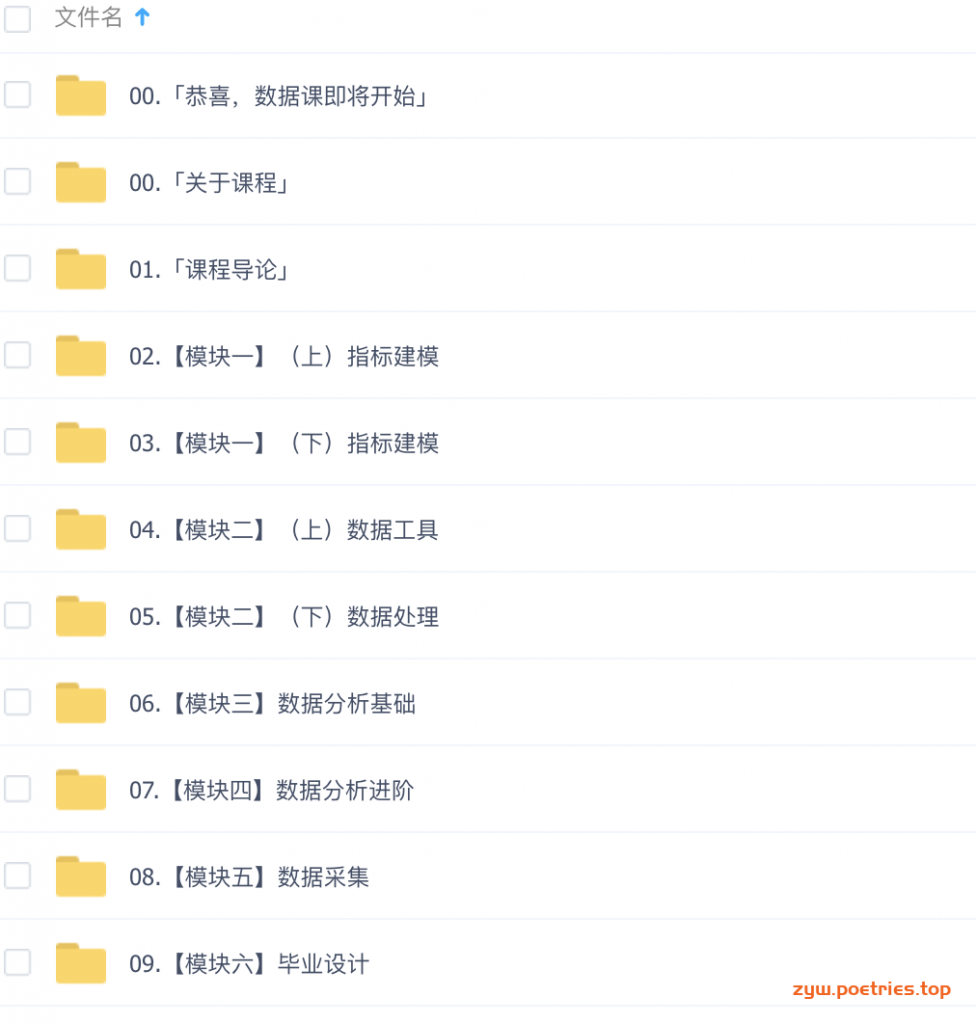 文件名
00.「恭喜，数据课即将开始」
00.「关于课程」
01.「课程导论」
02.【模块一】（上）指标建模
03.【模块一】（下）指标建模
04.【模块二】（上）数据工具
05.【模块二】（下）数据处理
06.【模块三】数据分析基础
07.【模块四】数据分析进阶
08.【模块五】数据采集
09.【模块六】毕业设计
zyw.poetries.top